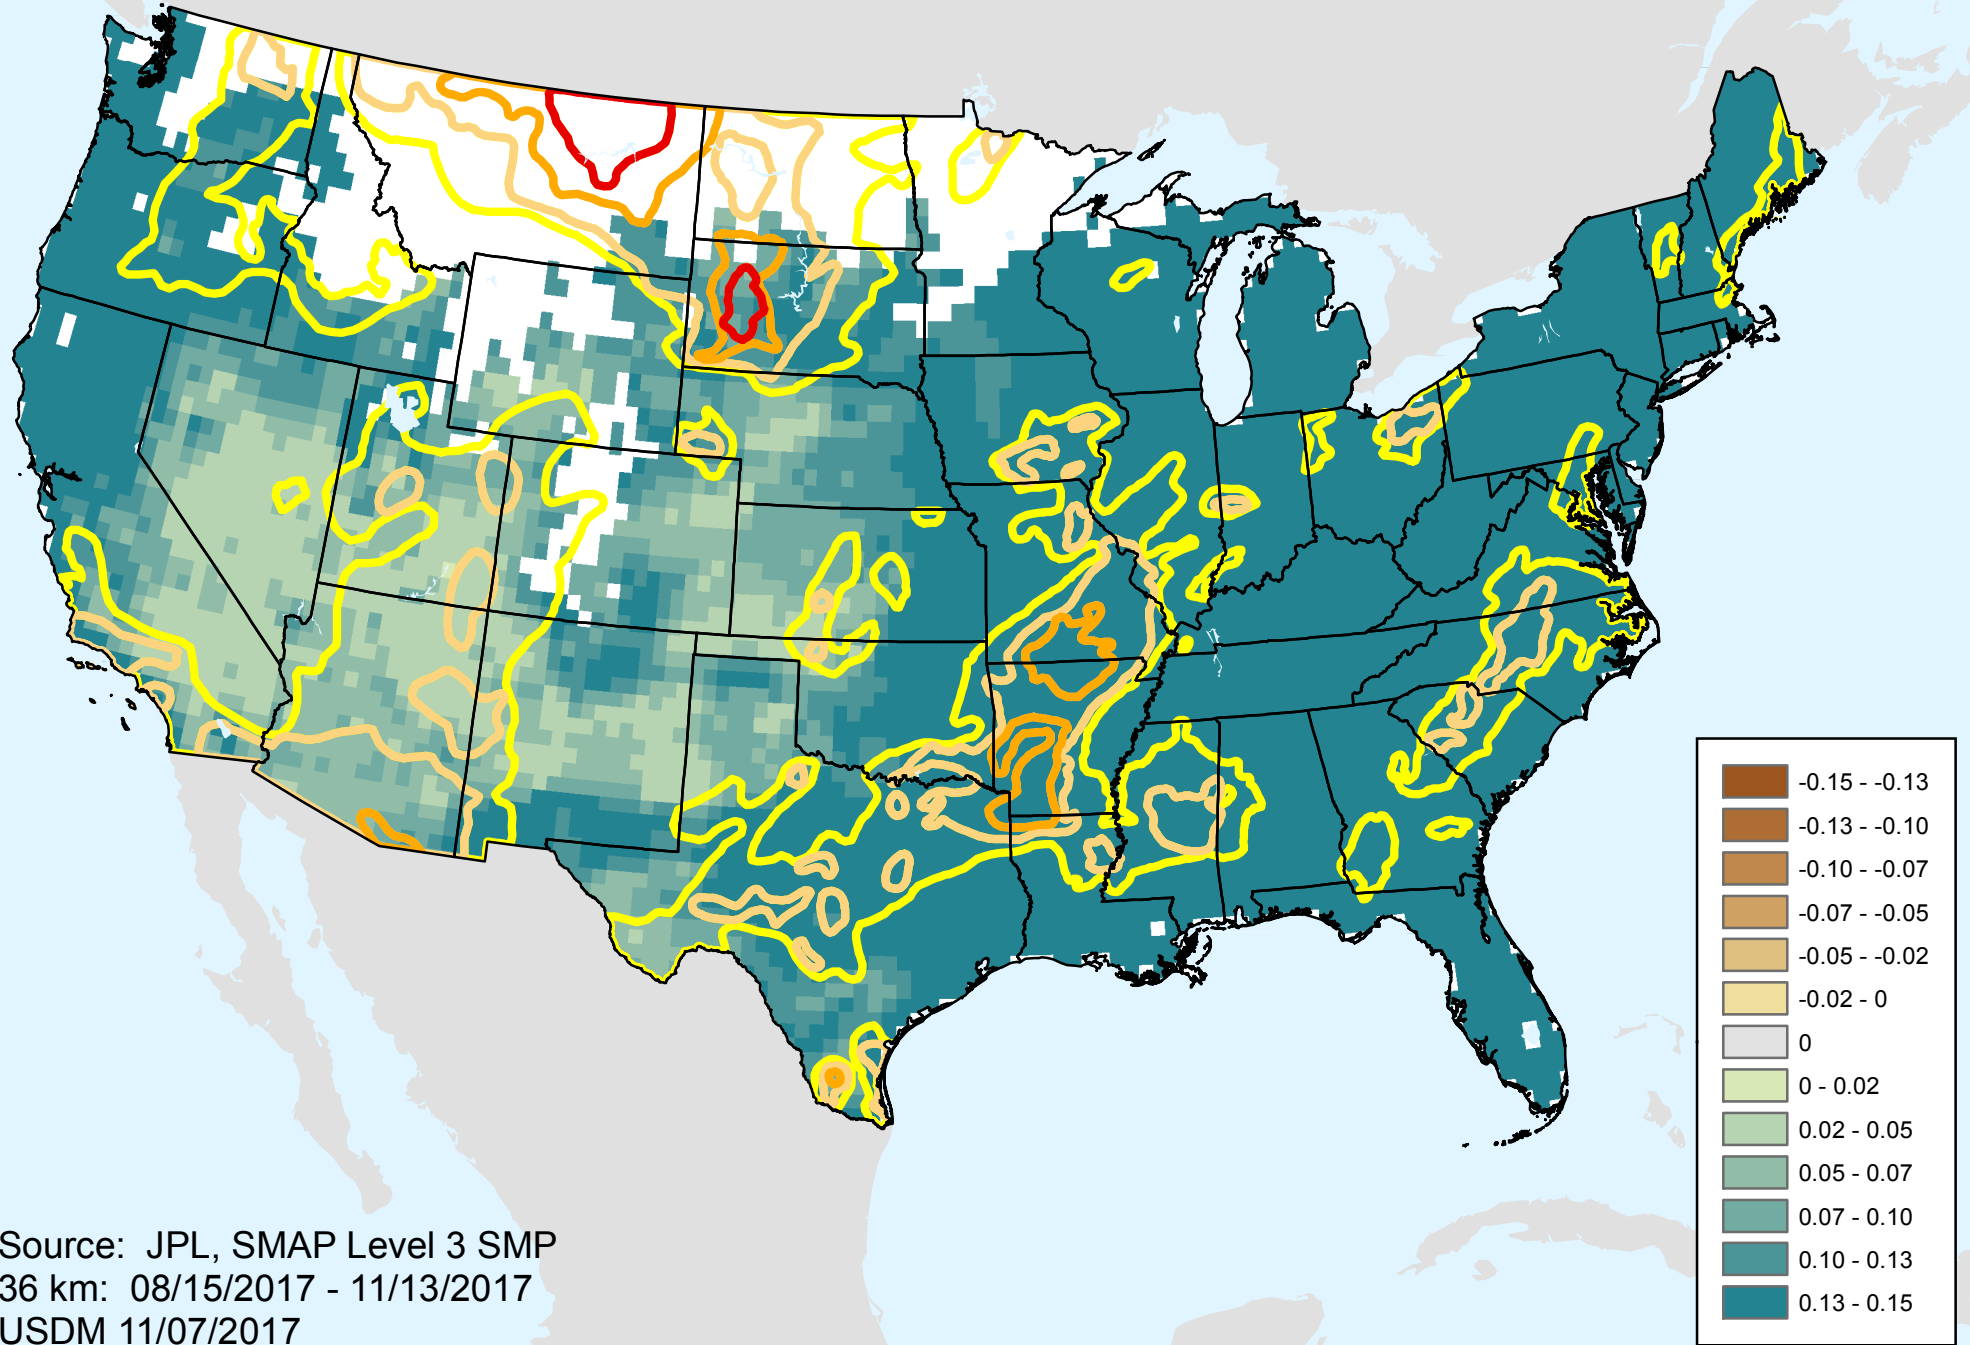 -0.15 - -0.13
-0.13 - -0.10
-0.10 - -0.07
-0.07 - -0.05
-0.05 - -0.02
-0.02 - 0
0
0 - 0.02
0.02 - 0.05
0.05 - 0.07
0.07 - 0.10
0.10 - 0.13
0.13 - 0.15
Source: JPL, SMAP Level 3 SMP
36 km: 08/15/2017 - 11/13/2017
USDM 11/07/2017